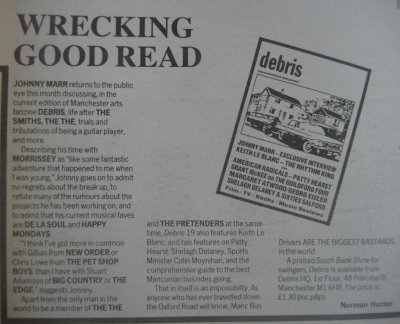 WRECKING
GOOD READ
JOHNNY MARR returns to the public
eye this month discussing, in the
current edition of Manchester arts
fanzine DEBRIS, life after THE
SMITHS, THE THE, trials and
tribulations of being a guitar player,
and more.
Describing his time with
MORRISSEY as "like some fantastic
adventure that happened to me when
I was young," Johnny goes on to admit
no regrets about the break up, to
refute many of the rumours about the
projects he has been working on, and
to admit that his current musical faves
are DE LA SOUL and HAPPY
MONDAYS.
"I think I've got more in common
with Gillian from NEW ORDER or
Chris Lowe from THE PET SHOP
BOYS than I have with Stuart
Adamson of BIG COUNTRY or THE
EDGE," suggests Johnny.
Apart from the only man in the
world to be a member of THE THE
and THE PRETENDERS at the same
time, Debris 19 also features Keith Le
Blanc, and has features on Patty
Hearst, Shelagh Delaney, Sports
Minister Colin Moynihan, and the
comprehensive guide to the best
Mancunian bus rides going.
That in itself is an impossibility. As
anyone who has ever travelled down
the Oxford Road will know, Manc Bus
Drivers ARE THE BIGGEST BASTARDS
in the world.
A printed South Bank Show for
swingers, Debris is available from
Debris HQ, 1st Floor, 48 Princess St,
Manchester M1 6HR. The price is
£1.30 (inc p&p)
Norman Hunter
debris
JOHNNY MARR - EXCLUSIVE INTERVIEW
KEITH LE BLANC - THE RHYTHM KING
AMERICAN RADICALS - PATTY HEARST
GRANT McKEE on THE GUILDFORD FOUR
MARGARET ATWOOD GEORG EISLER
SHELAGH DELANEY & SIXTIES SALFORD
Film / TV / Books / Music Reviews